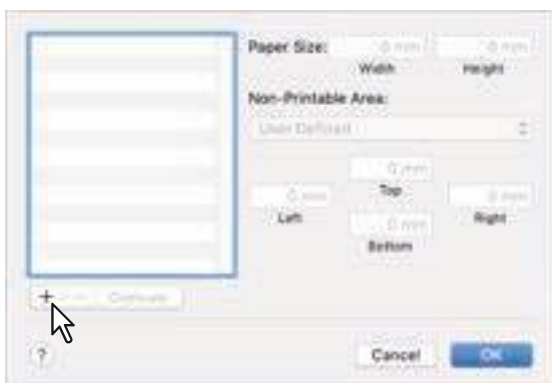 Paper Size: 0 mm 0 mm
Width Height
Non-Printable Area:
User Defined
0 mm
Top
0 mm 0 mm
Left Right
0 mm
Bottom
+ − Duplicate
? Cancel OK